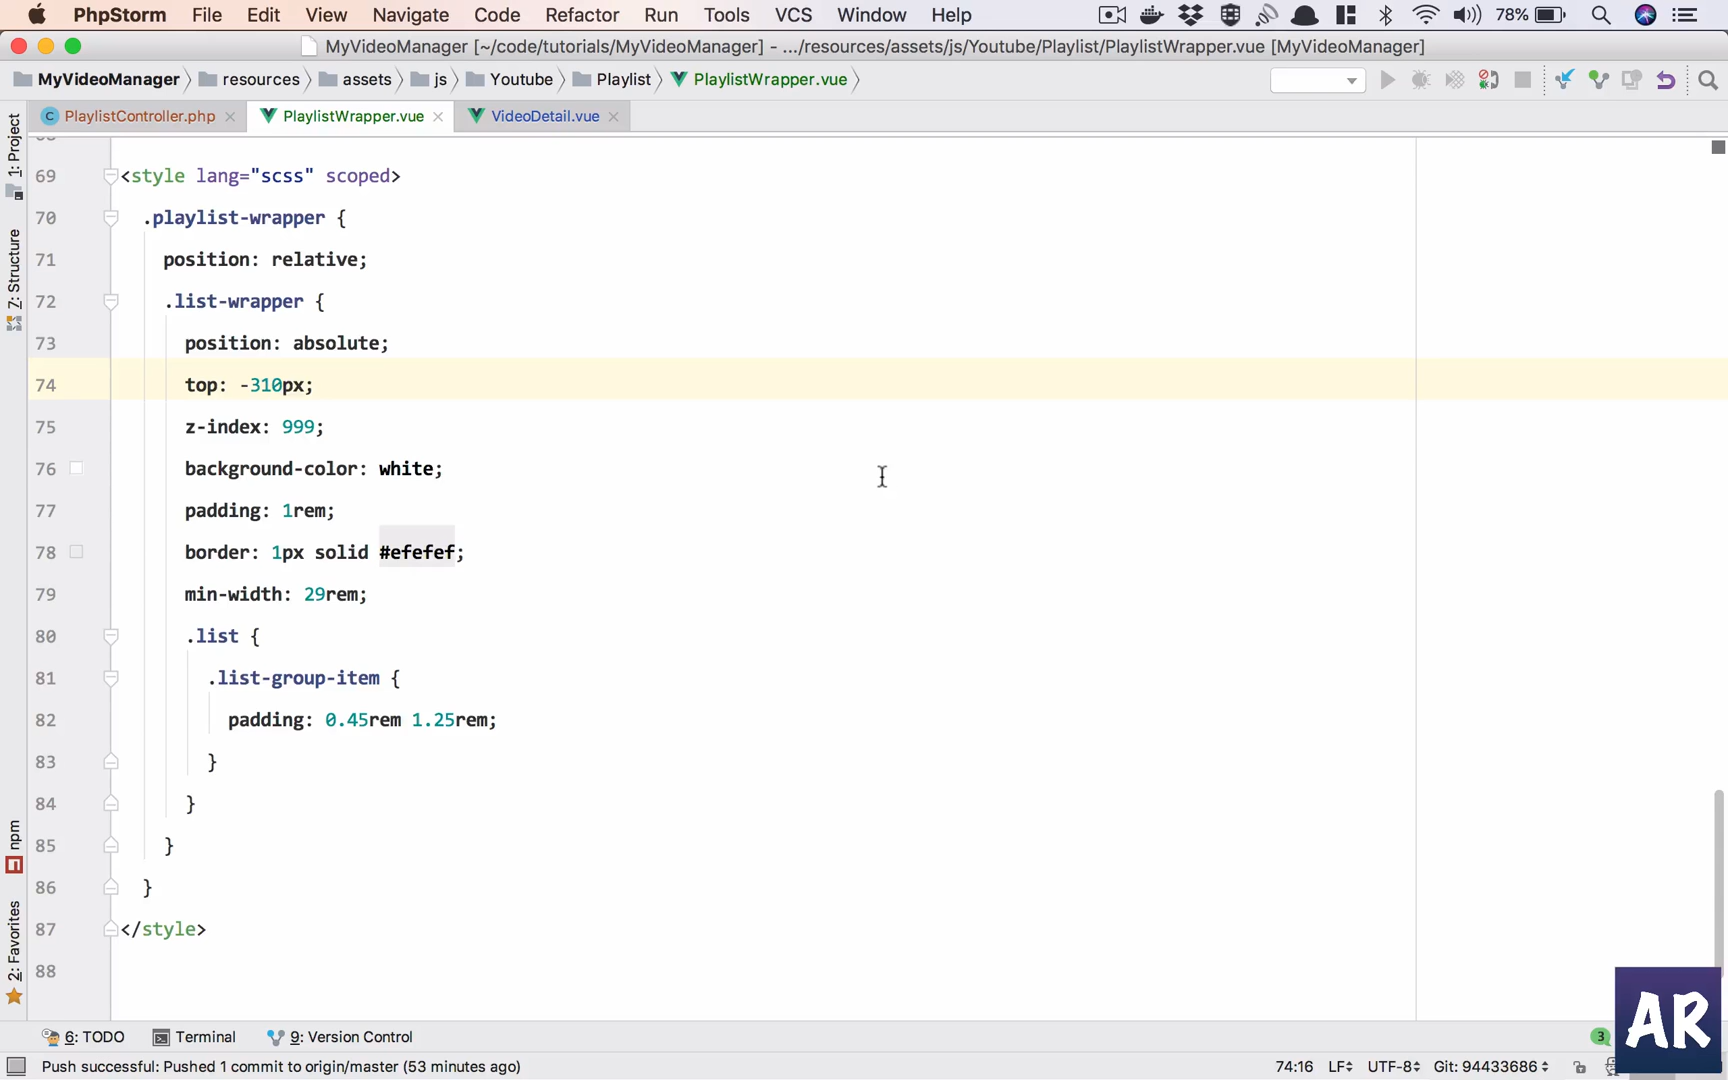 PhpStorm File Edit View Navigate Code Refactor Run Tools VCS Window Help 78%
MyVideoManager [~/code/tutorials/MyVideoManager] - .../resources/assets/js/Youtube/Playlist/PlaylistWrapper.vue [MyVideoManager]
MyVideoManager resources assets js Youtube Playlist PlaylistWrapper.vue
PlaylistController.php PlaylistWrapper.vue VideoDetail.vue
1: Project
7: Structure
npm
2: Favorites
69 <style lang="scss" scoped>
70 .playlist-wrapper {
71 position: relative;
72 .list-wrapper {
73 position: absolute;
74 top: -310px;
75 z-index: 999;
76 background-color: white;
77 padding: 1rem;
78 border: 1px solid #efefef;
79 min-width: 29rem;
80 .list {
81 .list-group-item {
82 padding: 0.45rem 1.25rem;
83 }
84 }
85 }
86 }
87 </style>
88
6: TODO Terminal 9: Version Control 3
Push successful: Pushed 1 commit to origin/master (53 minutes ago) 74:16 LF UTF-8 Git: 94433686
AR